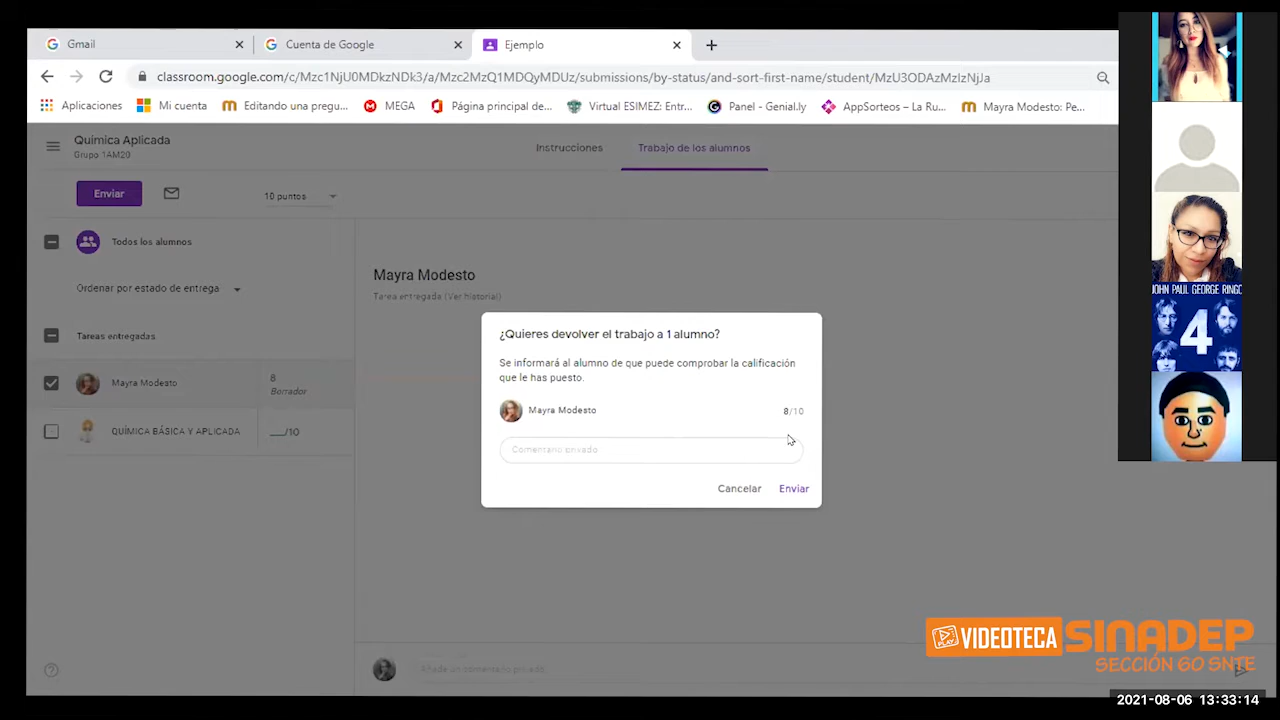 Gmail
Cuenta de Google
Ejemplo
classroom.google.com/c/Mzc1NjU0MDkzNDk3/a/Mzc2MzQ1MDQyMDUz/submissions/by-status/and-sort-first-name/student/MzU3ODAzMzIzNjJa
Aplicaciones
Mi cuenta
Editando una pregu...
MEGA
Página principal de...
Virtual ESIMEZ: Entr...
Panel - Genial.ly
AppSorteos – La Ru...
Mayra Modesto: Pe...
Química Aplicada
Grupo 1AM20
Instrucciones
Trabajo de los alumnos
Enviar
10 puntos
Todos los alumnos
Ordenar por estado de entrega
Tareas entregadas
Mayra Modesto
8
Borrador
QUÍMICA BÁSICA Y APLICADA
__/10
Mayra Modesto
Tarea entregada (Ver historial)
¿Quieres devolver el trabajo a 1 alumno?
Se informará al alumno de que puede comprobar la calificación
que le has puesto.
Mayra Modesto
8/10
Comentario privado
Cancelar
Enviar
Añade un comentario privado...
JOHN PAUL GEORGE RINGO
4
PLAY
VIDEOTECA
SINADEP
SECCIÓN 60 SNTE
2021-08-06 13:33:14